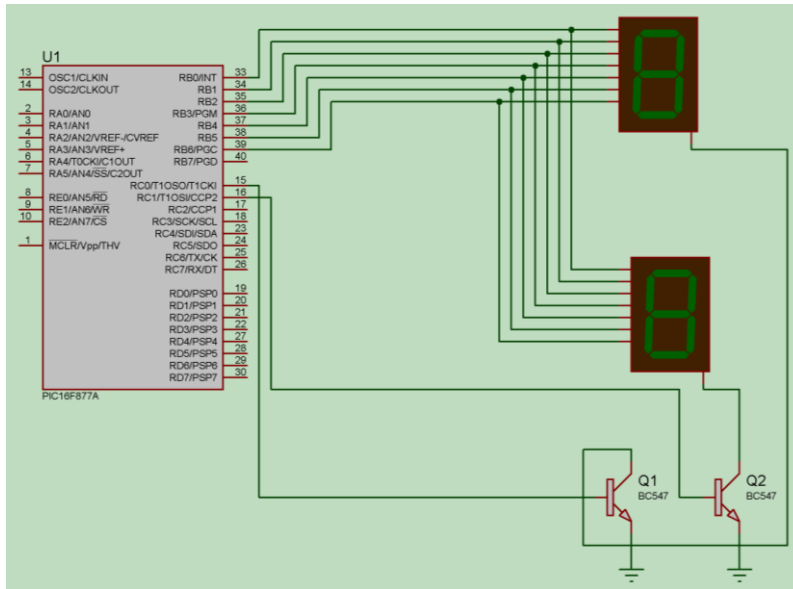 U1
13 OSC1/CLKIN RB0/INT 33
14 OSC2/CLKOUT RB1 34
RB2 35
2 RA0/AN0 RB3/PGM 36
3 RA1/AN1 RB4 37
4 RA2/AN2/VREF-/CVREF RB5 38
5 RA3/AN3/VREF+ RB6/PGC 39
6 RA4/T0CKI/C1OUT RB7/PGD 40
7 RA5/AN4/SS/C2OUT
RC0/T1OSO/T1CKI 15
8 RE0/AN5/RD RC1/T1OSI/CCP2 16
9 RE1/AN6/WR RC2/CCP1 17
10 RE2/AN7/CS RC3/SCK/SCL 18
RC4/SDI/SDA 23
1 MCLR/Vpp/THV RC5/SDO 24
RC6/TX/CK 25
RC7/RX/DT 26
RD0/PSP0 19
RD1/PSP1 20
RD2/PSP2 21
RD3/PSP3 22
RD4/PSP4 27
RD5/PSP5 28
RD6/PSP6 29
RD7/PSP7 30
PIC16F877A
Q1
BC547
Q2
BC547